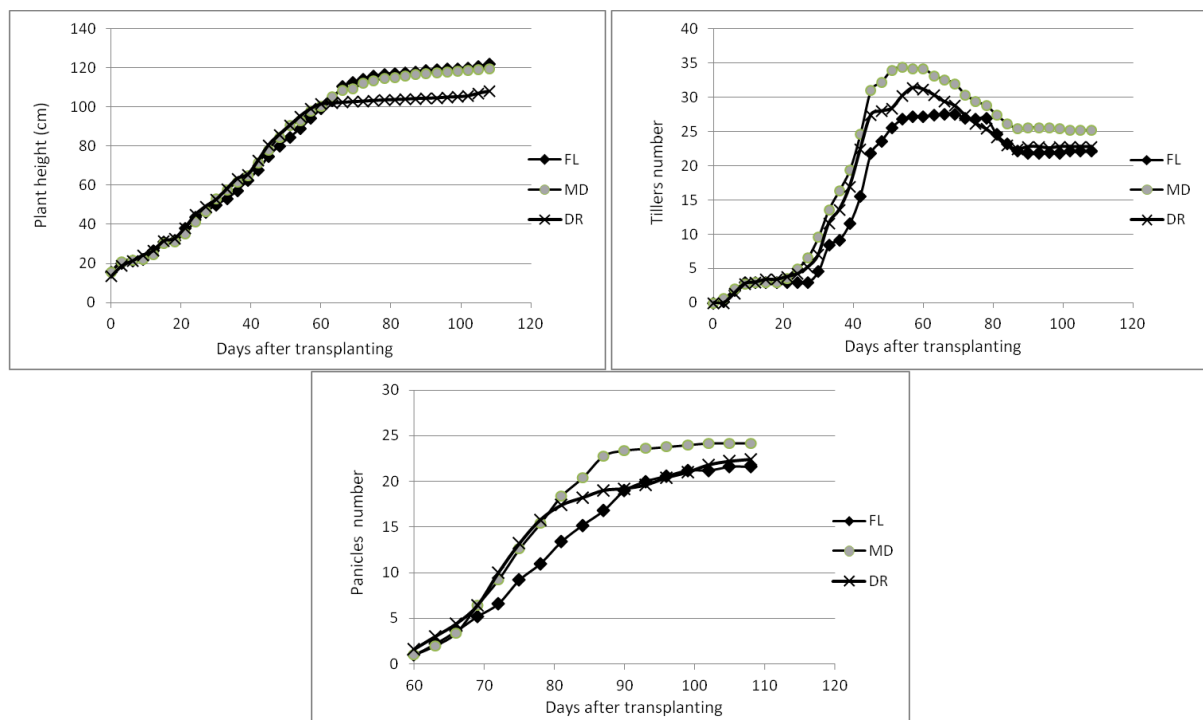 140
120
100
80
60
40
20
0
0 20 40 60 80 100 120
Plant height (cm)
Days after transplanting
FL
MD
DR
40
35
30
25
20
15
10
5
0
0 20 40 60 80 100 120
Tillers number
Days after transplanting
FL
MD
DR
30
25
20
15
10
5
0
60 70 80 90 100 110 120
Panicles number
Days after transplanting
FL
MD
DR